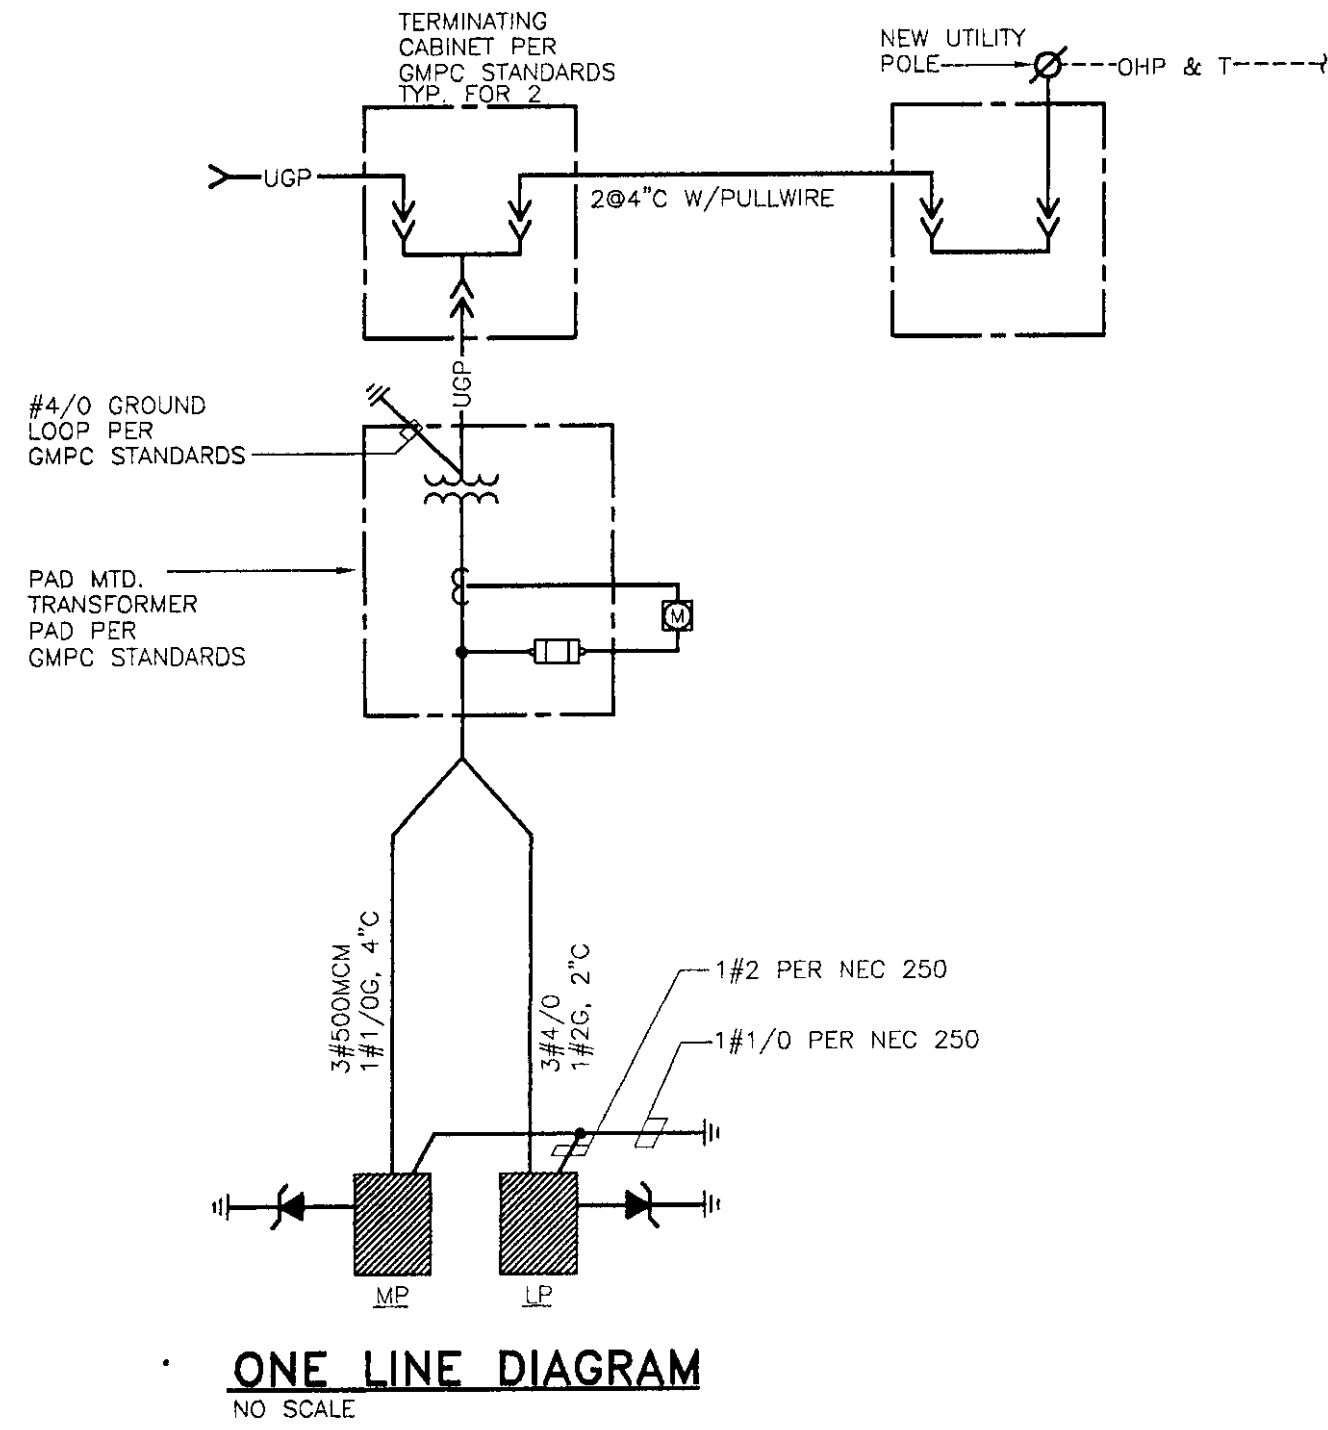 TERMINATING
CABINET PER
GMPC STANDARDS
TYP. FOR 2
NEW UTILITY
POLE
OHP & T
UGP
2@4"C W/PULLWIRE
UGP
#4/0 GROUND
LOOP PER
GMPC STANDARDS
PAD MTD.
TRANSFORMER
PAD PER
GMPC STANDARDS
M
3#500MCM
1#1/0G, 4"C
3#4/0
1#2G, 2"C
1#2 PER NEC 250
1#1/0 PER NEC 250
MP
LP
ONE LINE DIAGRAM
NO SCALE